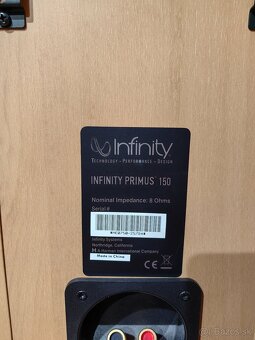 Infinity
TECHNOLOGY - PERFORMANCE - DESIGN
INFINITY PRIMUS 150
Nominal Impedance: 8 Ohms
Serial #
Infinity Systems
Northridge, California
H A Harman International Company
Made in China
CE